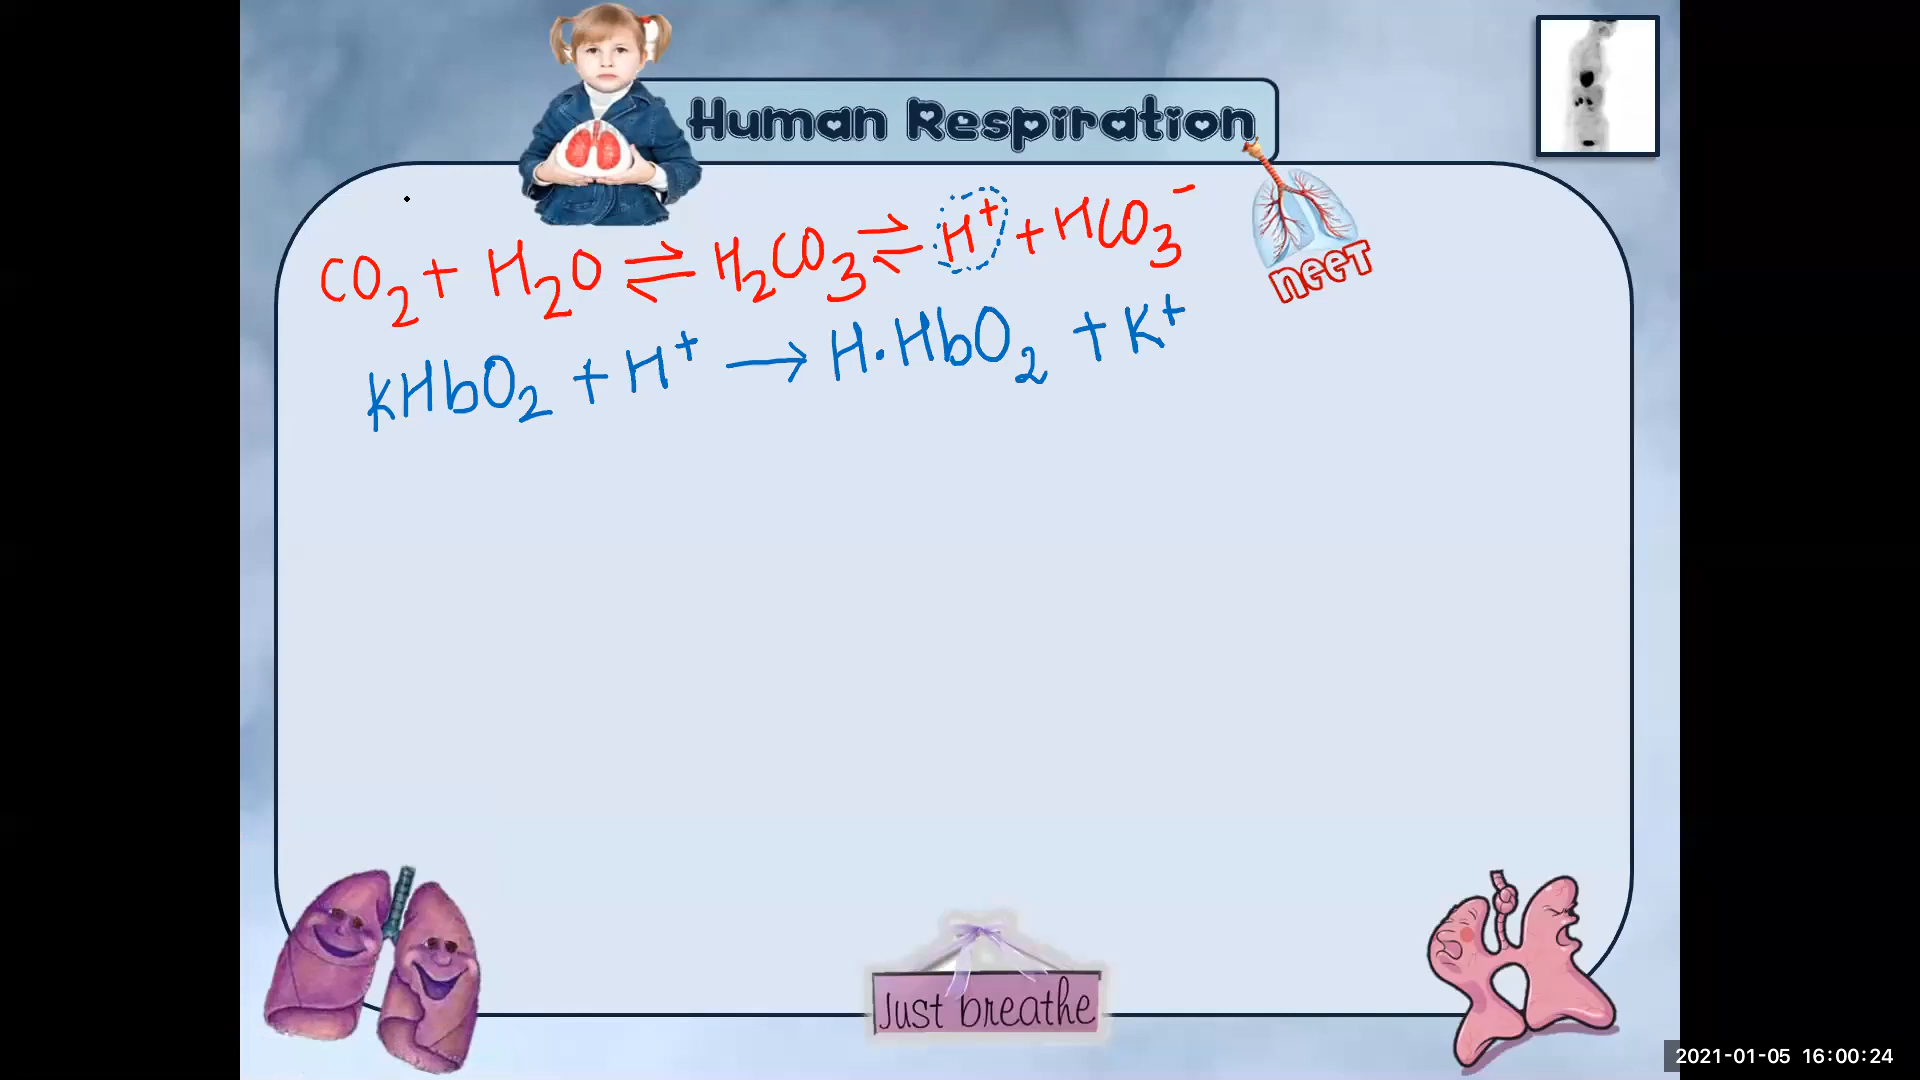 Human Respiration
CO₂ + H₂O ⇌ H₂CO₃ ⇌ H⁺ + HCO₃⁻
NEET
KHbO₂ + H⁺ → H·HbO₂ + K⁺
Just breathe
2021-01-05 16:00:24